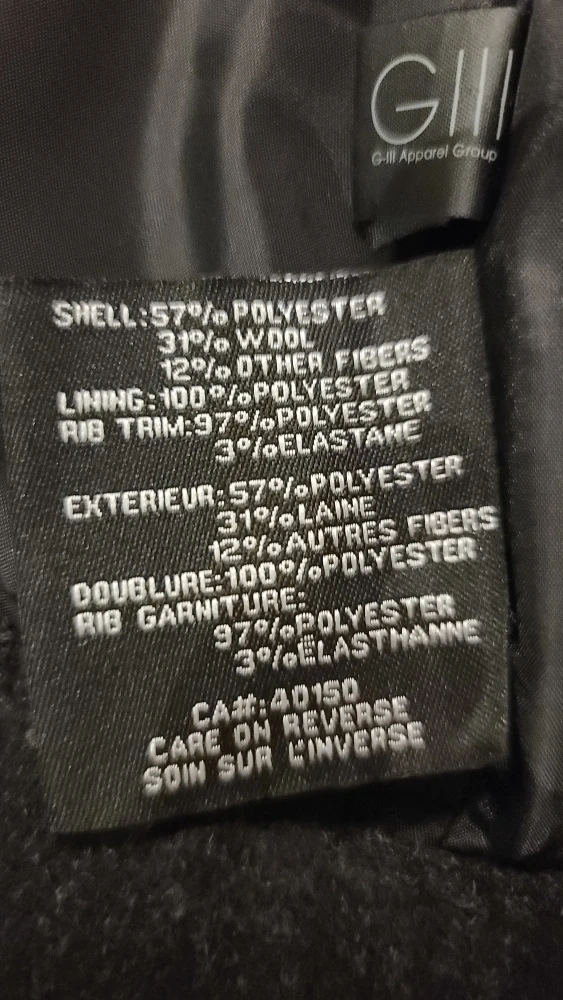 GIII
G-III Apparel Group
SHELL:57%POLYESTER
31% WOOL
12% OTHER FIBERS
LINING:100%POLYESTER
RIB TRIM:97%POLYESTER
3%ELASTANE
EXTERIEUR:57%POLYESTER
31%LAINE
12%AUTRES FIBERS
DOUBLURE:100%POLYESTER
RIB GARNITURE:
97%POLYESTER
3%ELASTHANNE
CA#:40150
CARE ON REVERSE
SOIN SUR L'INVERSE